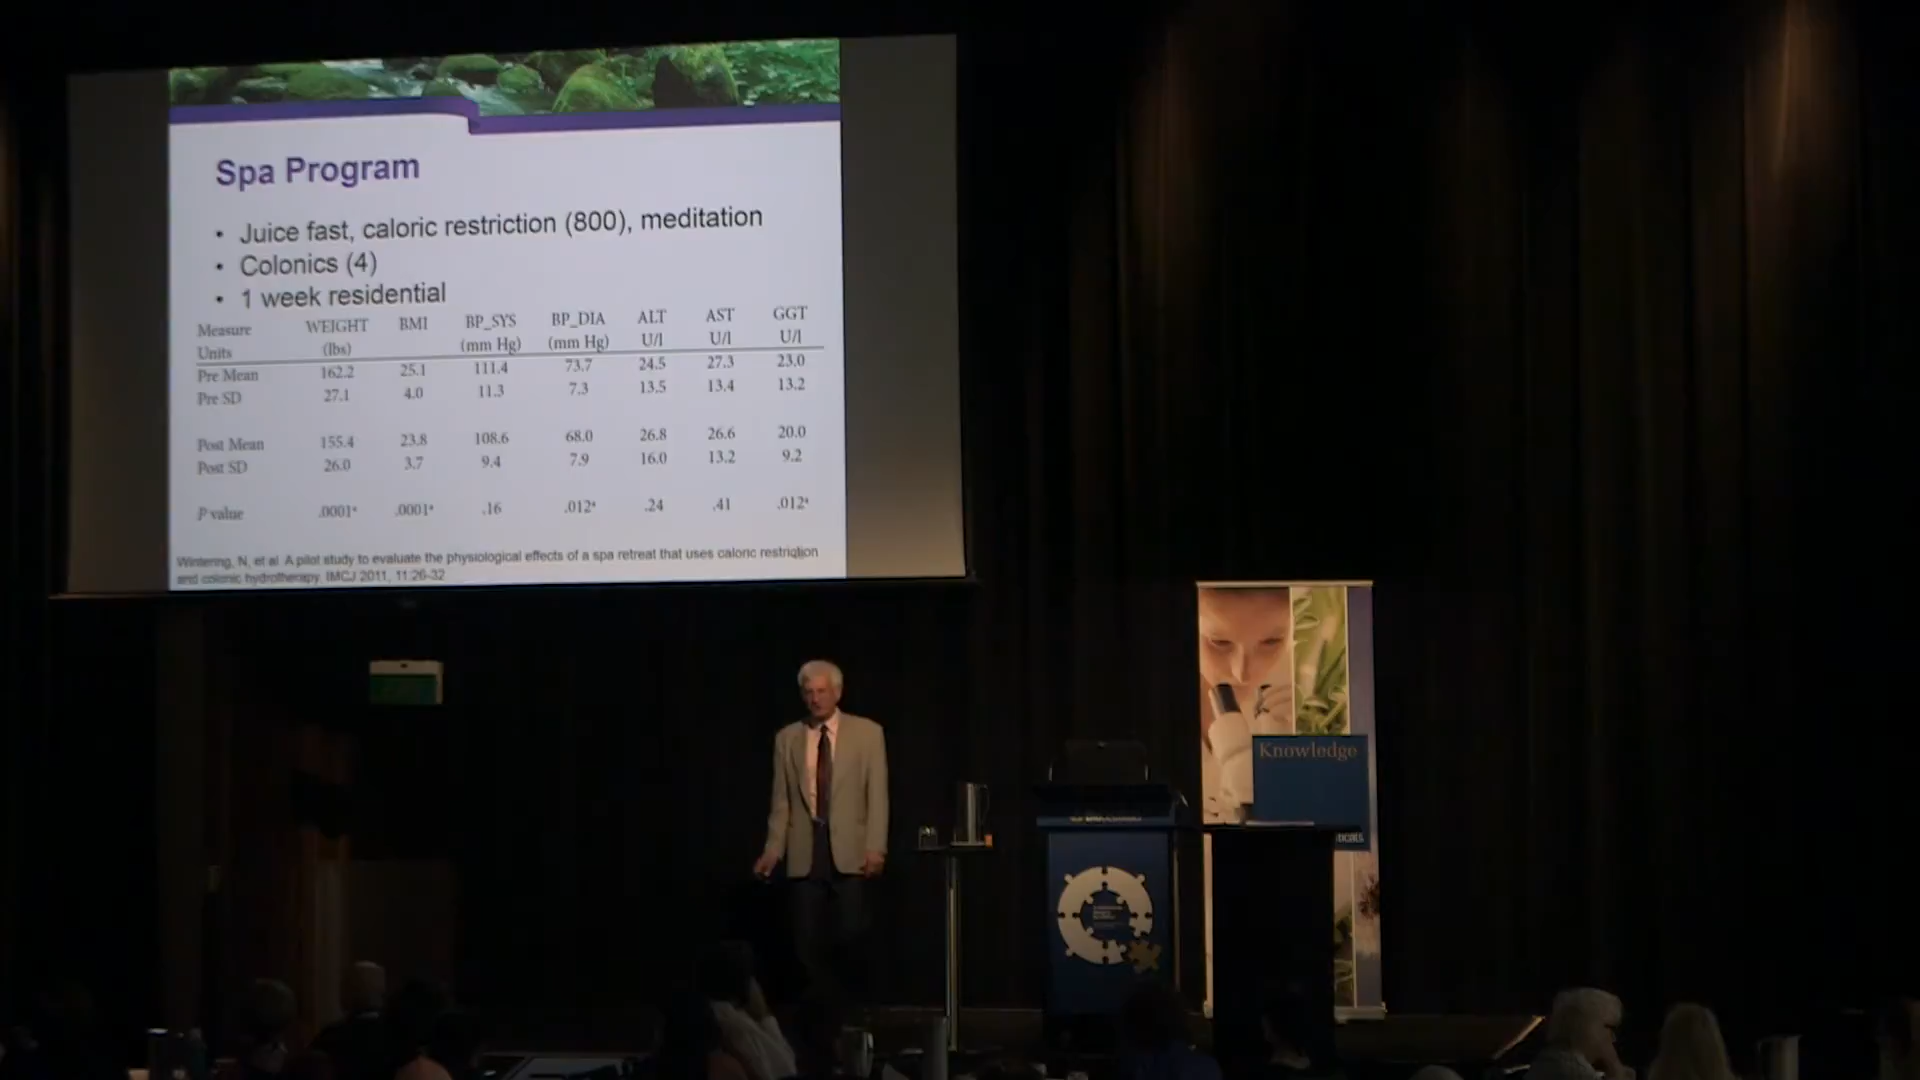 Spa Program
• Juice fast, caloric restriction (800), meditation
• Colonics (4)
• 1 week residential
Measure WEIGHT BMI BP_SYS BP_DIA ALT AST GGT
Units (lbs) (mm Hg) (mm Hg) U/l U/l U/l
Pre Mean 162.2 25.1 111.4 73.7 24.5 27.3 23.0
Pre SD 27.1 4.0 11.3 7.3 13.5 13.4 13.2
Post Mean 155.4 23.8 108.6 68.0 26.8 26.6 20.0
Post SD 26.0 3.7 9.4 7.9 16.0 13.2 9.2
P value .0001* .0001* .16 .012* .24 .41 .012*
Wintering, N, et al. A pilot study to evaluate the physiological effects of a spa retreat that uses caloric restriction
and colonic hydrotherapy. IMCJ 2011, 11:26-32
Knowledge